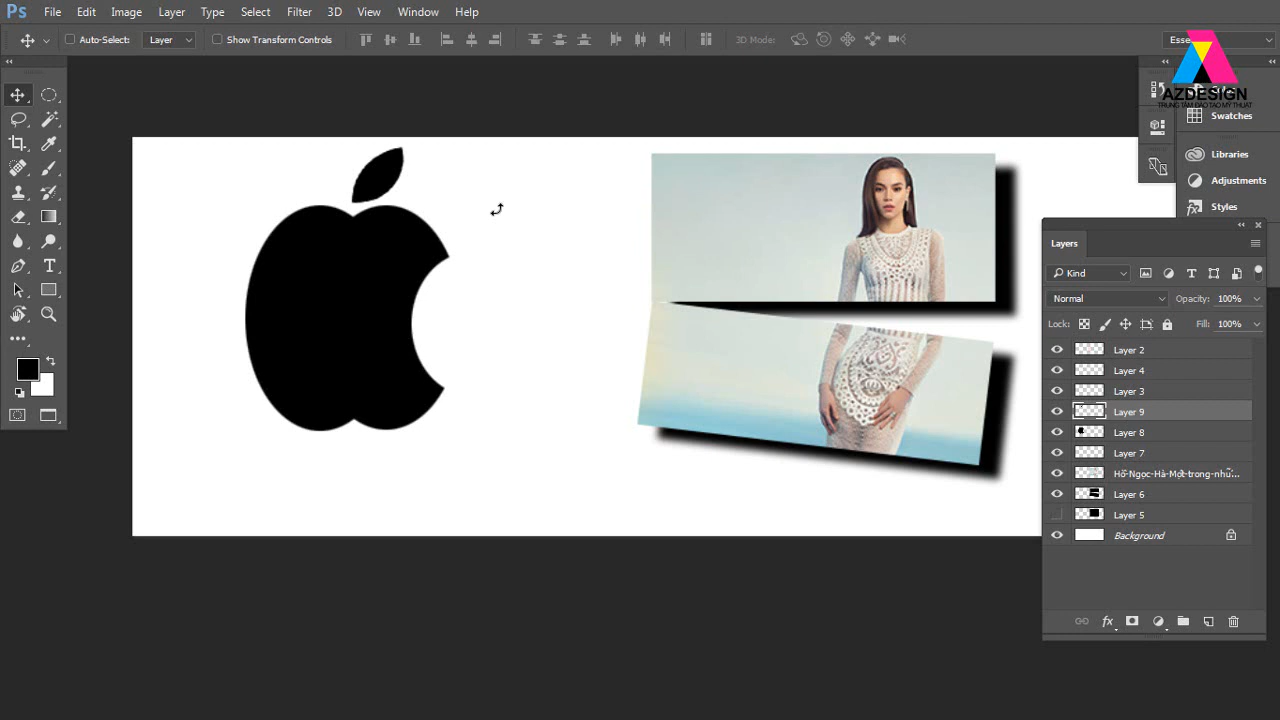 Ps File Edit Image Layer Type Select Filter 3D View Window Help
Auto-Select: Layer Show Transform Controls 3D Mode:
AZDESIGN
TRUNG TÂM ĐÀO TẠO MỸ THUẬT
Swatches
Libraries
Adjustments
Styles
Layers
Kind
Normal Opacity: 100%
Lock: Fill: 100%
Layer 2
Layer 4
Layer 3
Layer 9
Layer 8
Layer 7
Hồ-Ngọc-Hà-Một-trong-nhữ...
Layer 6
Layer 5
Background